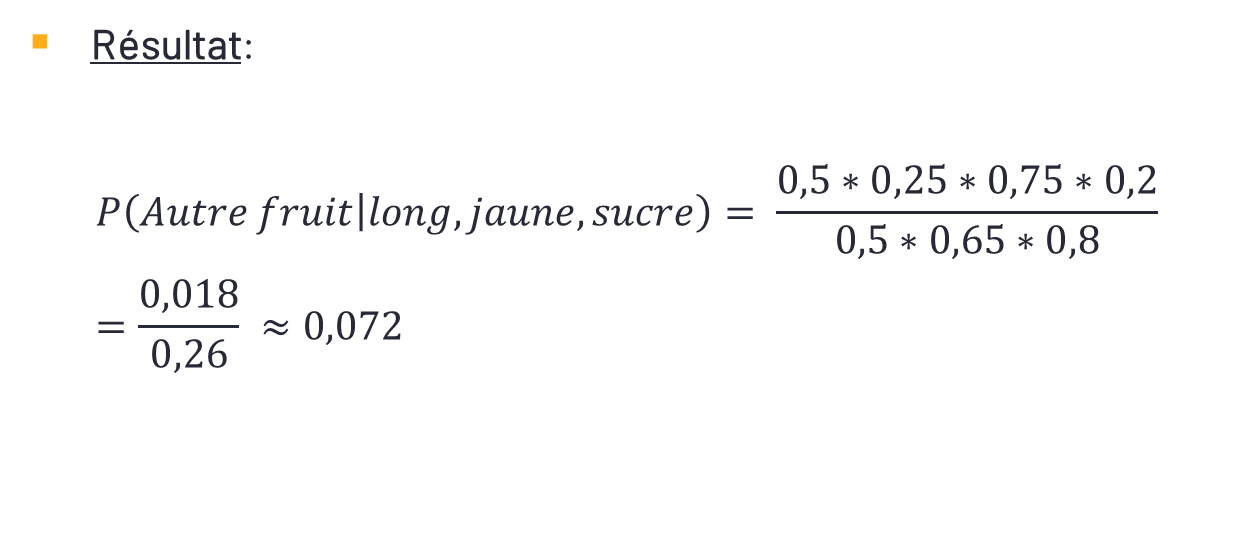 ▪ Résultat:
P(Autre fruit|long, jaune, sucre) = (0,5 ∗ 0,25 ∗ 0,75 ∗ 0,2) / (0,5 ∗ 0,65 ∗ 0,8)
= 0,018 / 0,26 ≈ 0,072